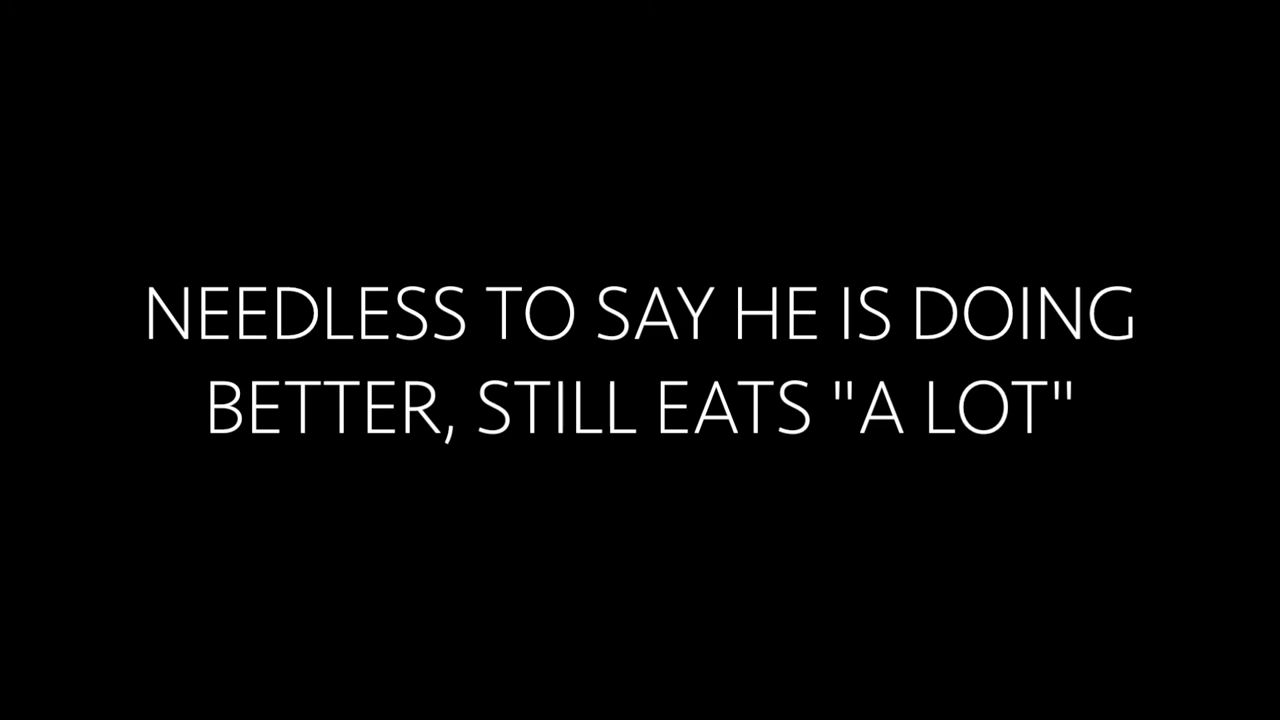 NEEDLESS TO SAY HE IS DOING
BETTER, STILL EATS "A LOT"